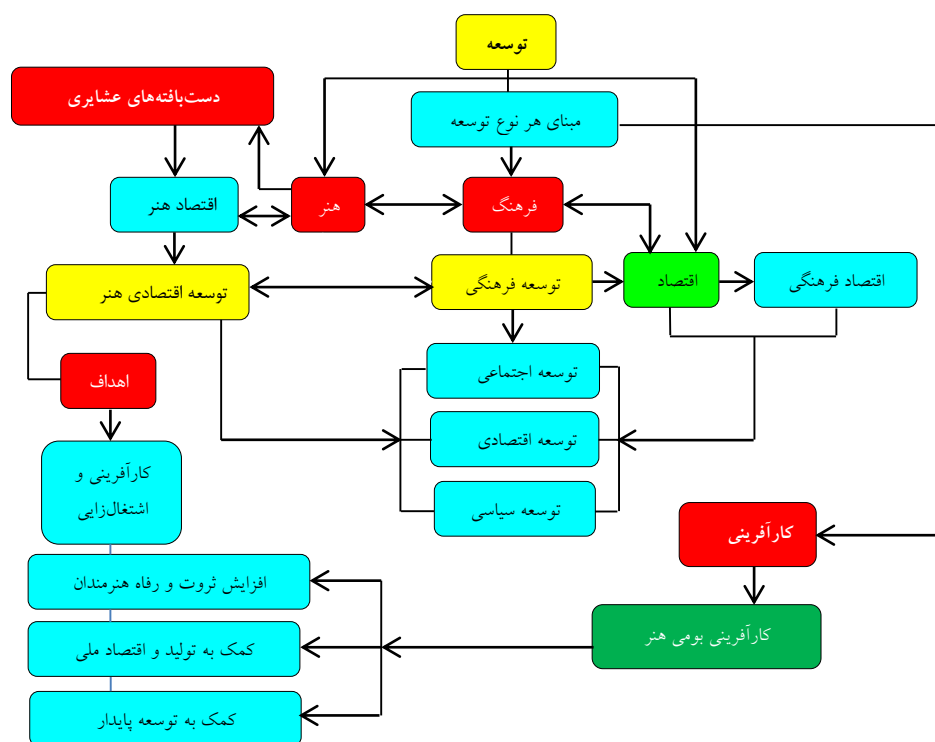 توسعه
دست‌بافته‌های عشایری
مبنای هر نوع توسعه
فرهنگ
هنر
اقتصاد هنر
اقتصاد فرهنگی
اقتصاد
توسعه فرهنگی
توسعه اقتصادی هنر
توسعه اجتماعی
اهداف
توسعه اقتصادی
کارآفرینی و
اشتغال‌زایی
توسعه سیاسی
کارآفرینی
افزایش ثروت و رفاه هنرمندان
کارآفرینی بومی هنر
کمک به تولید و اقتصاد ملی
کمک به توسعه پایدار